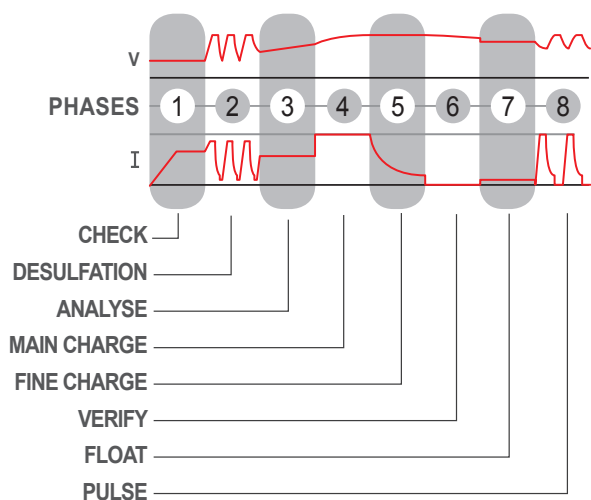 V
PHASES 1 2 3 4 5 6 7 8
I
CHECK
DESULFATION
ANALYSE
MAIN CHARGE
FINE CHARGE
VERIFY
FLOAT
PULSE